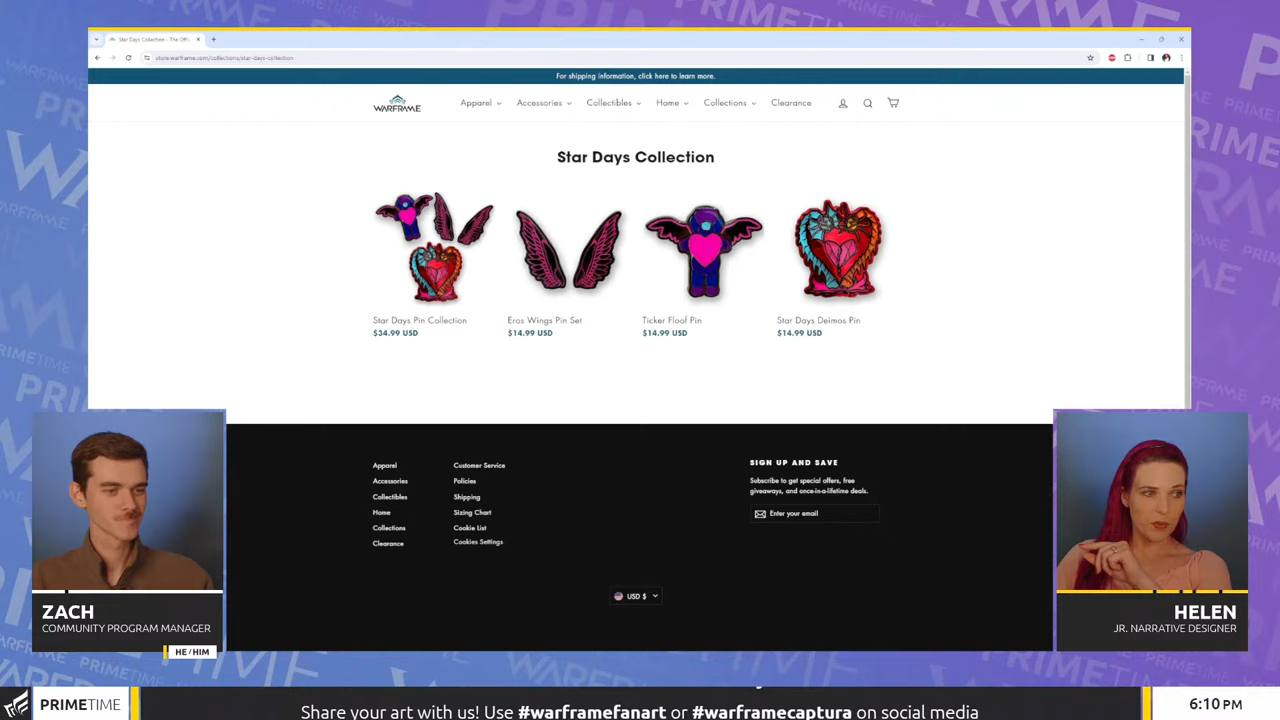 Star Days Collection - The Offi
store.warframe.com/collections/star-days-collection
For shipping information, click here to learn more.
WARFRAME
Apparel
Accessories
Collectibles
Home
Collections
Clearance
Star Days Collection
Star Days Pin Collection
$34.99 USD
Eros Wings Pin Set
$14.99 USD
Ticker Floof Pin
$14.99 USD
Star Days Deimos Pin
$14.99 USD
Apparel
Accessories
Collectibles
Home
Collections
Clearance
Customer Service
Policies
Shipping
Sizing Chart
Cookie List
Cookies Settings
SIGN UP AND SAVE
Subscribe to get special offers, free
giveaways, and once-in-a-lifetime deals.
Enter your email
USD $
ZACH
COMMUNITY PROGRAM MANAGER
HE / HIM
HELEN
JR. NARRATIVE DESIGNER
PRIMETIME
Share your art with us! Use #warframefanart or #warframecaptura on social media
6:10 PM